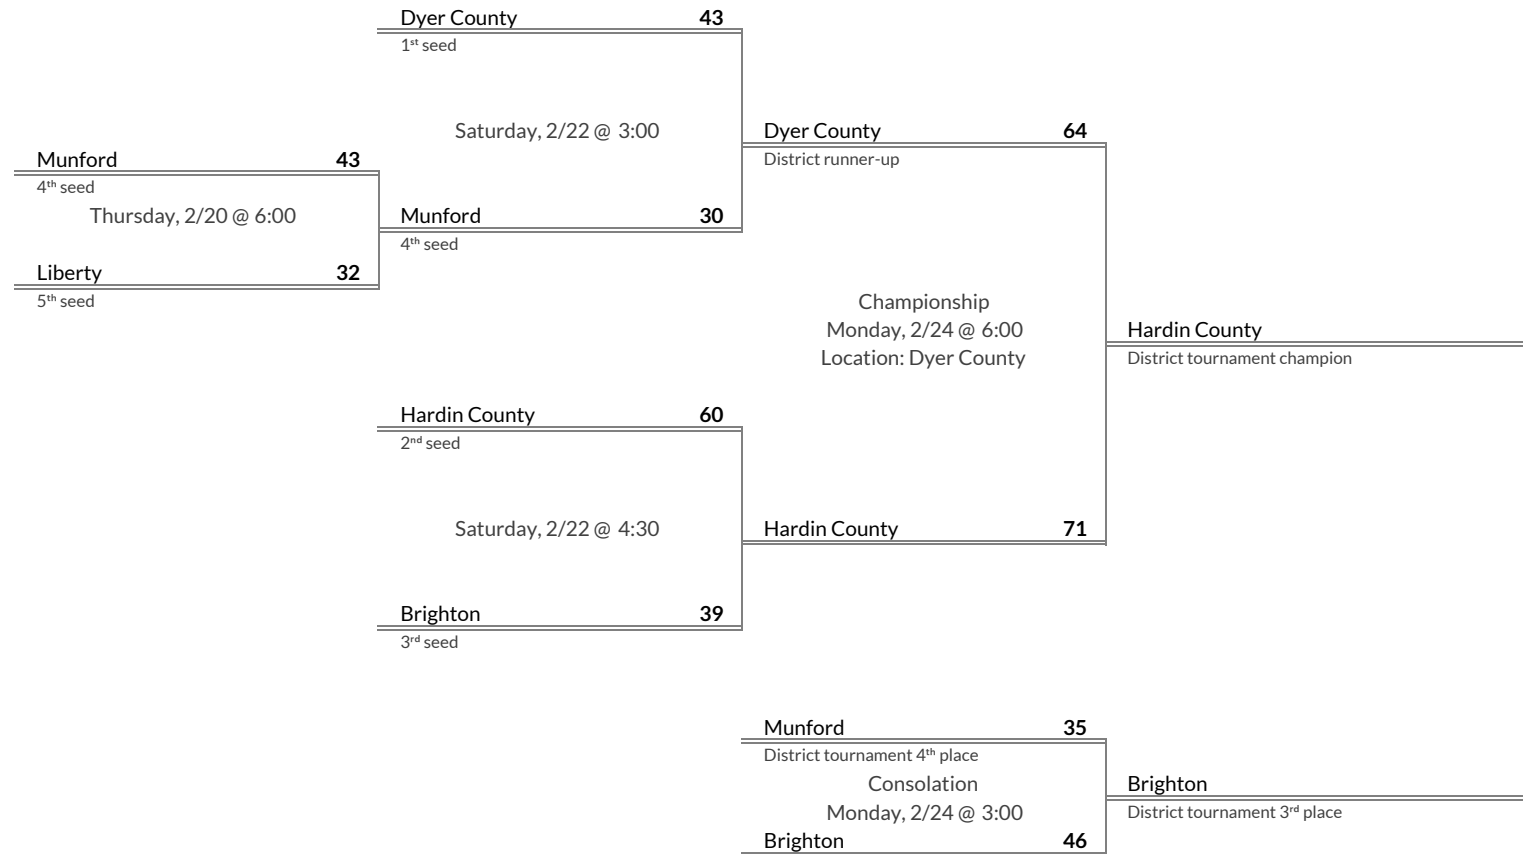 Dyer County 43
1st seed
Saturday, 2/22 @ 3:00
Munford 43
4th seed
Thursday, 2/20 @ 6:00
Liberty 32
5th seed
Munford 30
4th seed
Dyer County 64
District runner-up
Championship
Monday, 2/24 @ 6:00
Location: Dyer County
Hardin County
District tournament champion
Hardin County 60
2nd seed
Saturday, 2/22 @ 4:30
Brighton 39
3rd seed
Hardin County 71
Munford 35
District tournament 4th place
Consolation
Monday, 2/24 @ 3:00
Brighton 46
Brighton
District tournament 3rd place